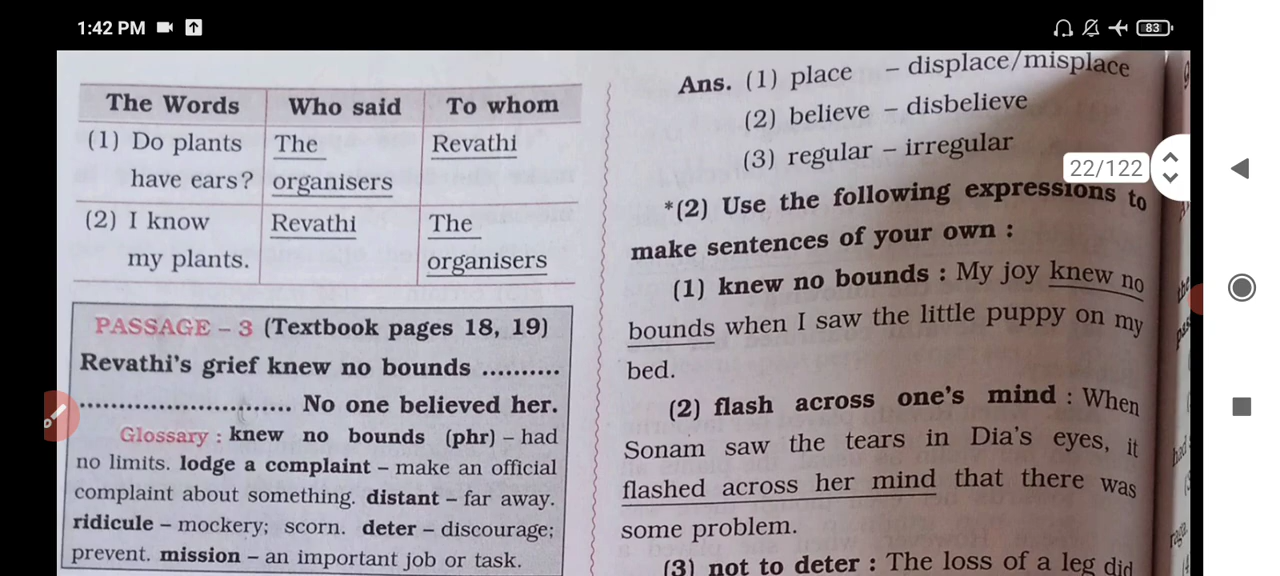 1:42 PM
83
The Words Who said To whom
(1) Do plants The Revathi
have ears? organisers
(2) I know Revathi The
my plants. organisers
PASSAGE – 3 (Textbook pages 18, 19)
Revathi's grief knew no bounds ..........
.............................. No one believed her.
Glossary : knew no bounds (phr) – had
no limits. lodge a complaint – make an official
complaint about something. distant – far away.
ridicule – mockery; scorn. deter – discourage;
prevent. mission – an important job or task.
Ans. (1) place – displace/misplace
(2) believe – disbelieve
(3) regular – irregular
22/122
*(2) Use the following expressions to
make sentences of your own :
(1) knew no bounds : My joy knew no
bounds when I saw the little puppy on my
bed.
(2) flash across one's mind : When
Sonam saw the tears in Dia's eyes, it
flashed across her mind that there was
some problem.
(3) not to deter : The loss of a leg did